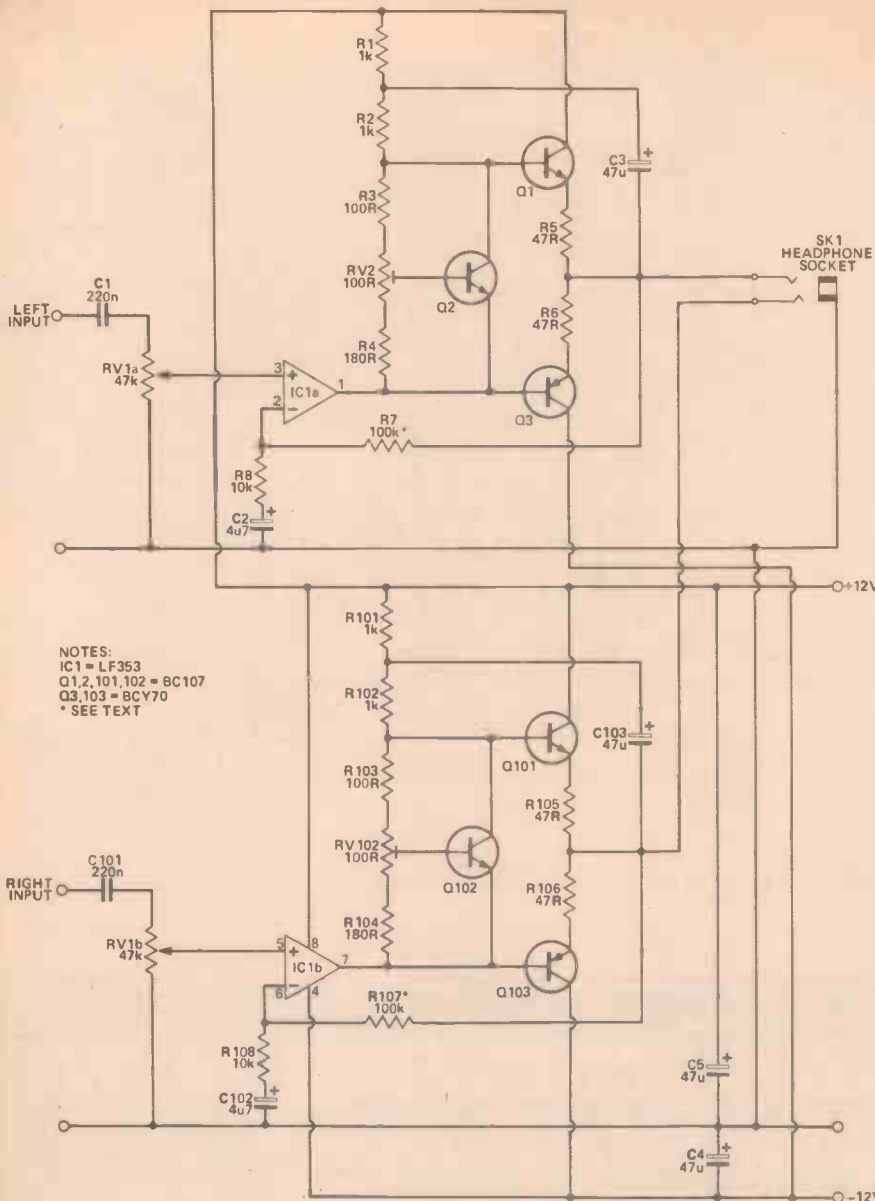 R1
1k
R2
1k
R3
100R
RV2
100R
R4
180R
Q1
Q2
Q3
R5
47R
R6
47R
C3
47u
+
SK1
HEADPHONE
SOCKET
LEFT
INPUT
C1
220n
RV1a
47k
3
+
2
−
IC1a
1
R7
100k*
R8
10k
C2
4u7
+
+12V
NOTES:
IC1 = LF353
Q1,2,101,102 = BC107
Q3,103 = BCY70
* SEE TEXT
R101
1k
R102
1k
R103
100R
RV102
100R
R104
180R
Q101
Q102
Q103
R105
47R
R106
47R
C103
47u
+
RIGHT
INPUT
C101
220n
RV1b
47k
5
+
6
−
IC1b
8
4
7
R107*
100k
R108
10k
C102
4u7
+
C5
47u
+
C4
47u
+
−12V